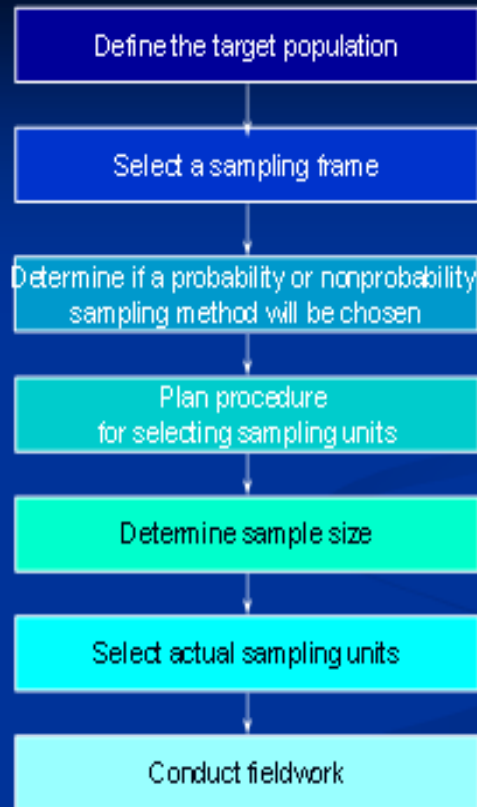 Define the target population
Select a sampling frame
Determine if a probability or nonprobability
sampling method will be chosen
Plan procedure
for selecting sampling units
Determine sample size
Select actual sampling units
Conduct fieldwork